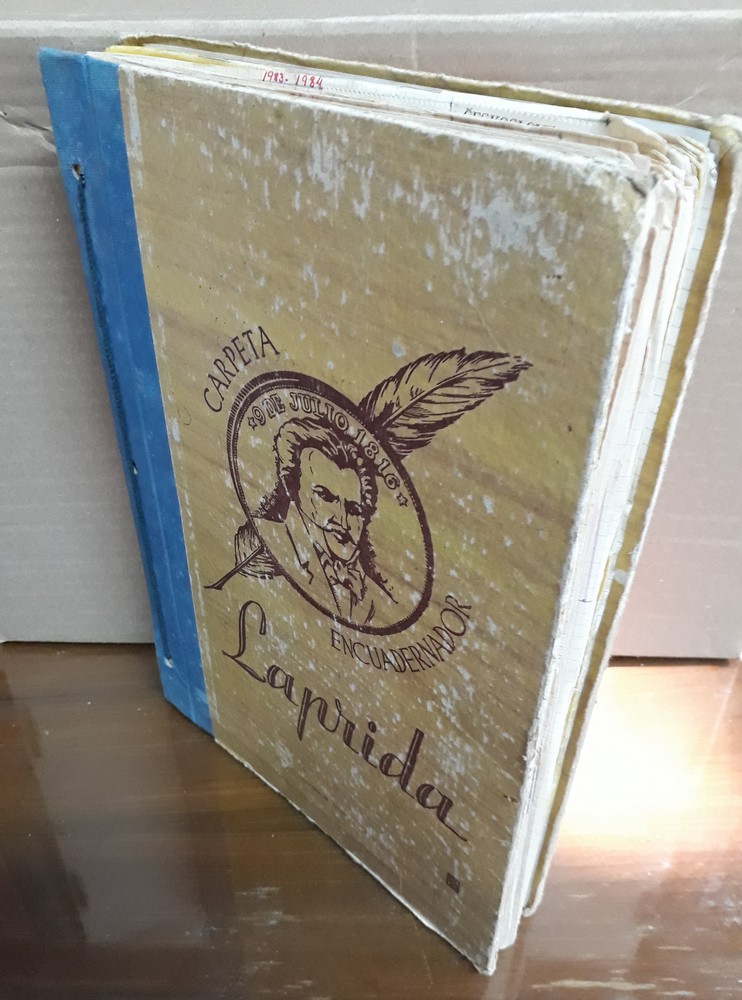 1983-1984
CARPETA
★9 DE JULIO 1816★
ENCUADERNADOR
Laprida